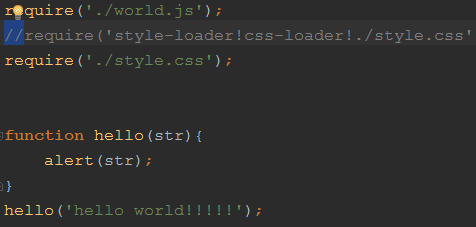 require('./world.js');
//require('style-loader!css-loader!./style.css'
require('./style.css');
function hello(str){
    alert(str);
}
hello('hello world!!!!!');